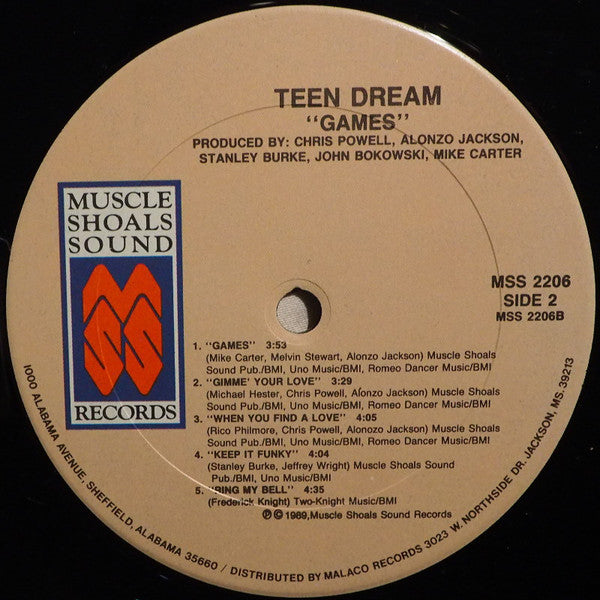 TEEN DREAM
"GAMES"
PRODUCED BY: CHRIS POWELL, ALONZO JACKSON,
STANLEY BURKE, JOHN BOKOWSKI, MIKE CARTER
MUSCLE
SHOALS
SOUND
MSS
RECORDS
MSS 2206
SIDE 2
MSS 2206B
1. "GAMES" 3:53
(Mike Carter, Melvin Stewart, Alonzo Jackson) Muscle Shoals
Sound Pub./BMI, Uno Music/BMI, Romeo Dancer Music/BMI
2. "GIMME' YOUR LOVE" 3:29
(Michael Hester, Chris Powell, Alonzo Jackson) Muscle Shoals
Sound Pub./BMI, Uno Music/BMI, Romeo Dancer Music/BMI
3. "WHEN YOU FIND A LOVE" 4:05
(Rico Philmore, Chris Powell, Alonozo Jackson) Muscle Shoals
Sound Pub./BMI, Uno Music/BMI, Romeo Dancer Music/BMI
4. "KEEP IT FUNKY" 4:04
(Stanley Burke, Jeffrey Wright) Muscle Shoals Sound
Pub./BMI, Uno Music/BMI
5. "RING MY BELL" 4:35
(Frederick Knight) Two-Knight Music/BMI
℗ © 1989, Muscle Shoals Sound Records
1000 ALABAMA AVENUE, SHEFFIELD, ALABAMA 35660 / DISTRIBUTED BY MALACO RECORDS 3023 W. NORTHSIDE DR. JACKSON, MS. 39213